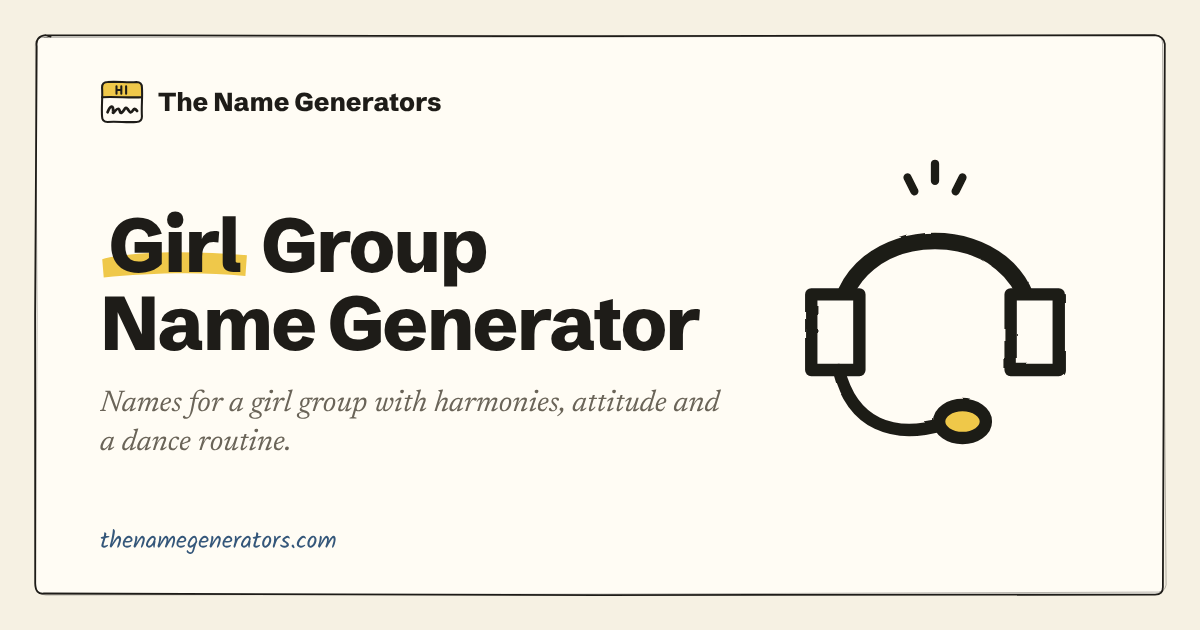 HI
The Name Generators
Girl Group
Name Generator
Names for a girl group with harmonies, attitude and
a dance routine.
thenamegenerators.com